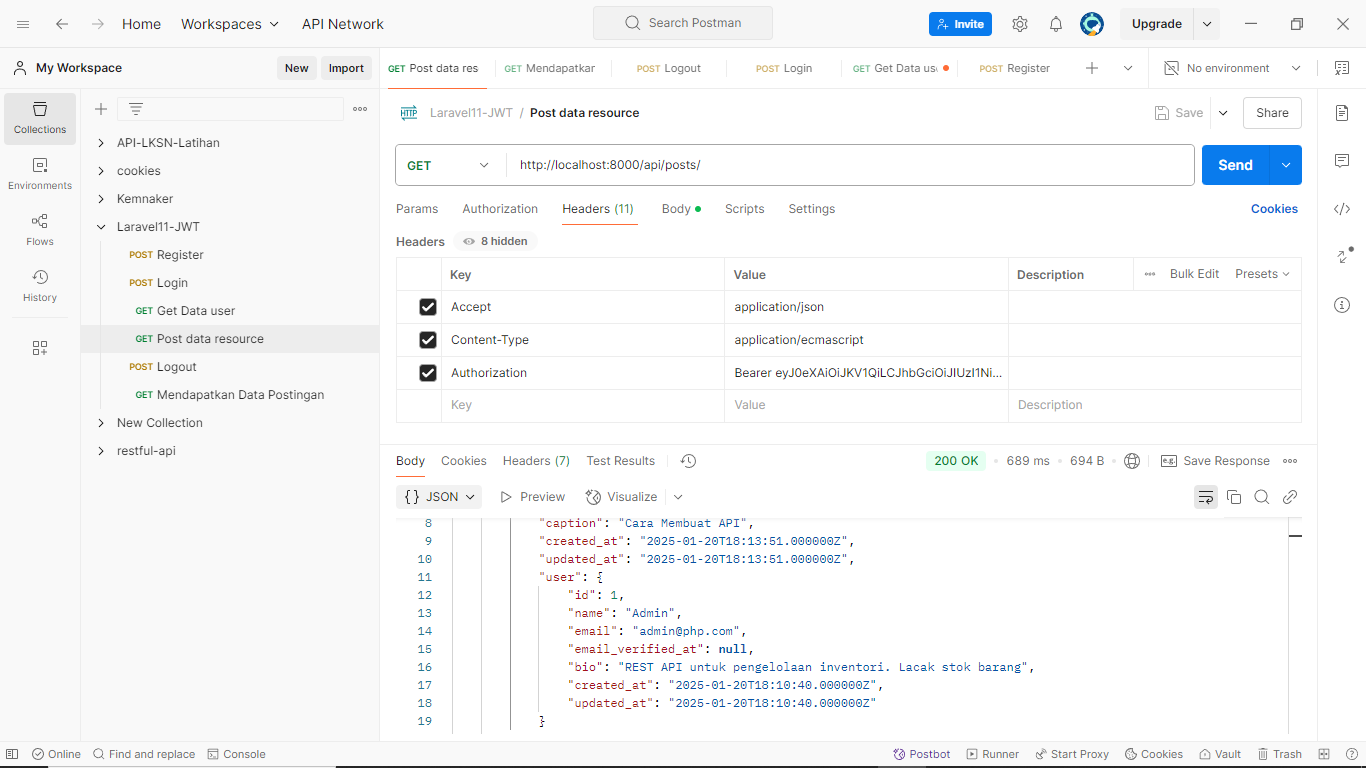 Home Workspaces API Network Search Postman Invite Upgrade
My Workspace New Import
GET Post data res GET Mendapatkar POST Logout POST Login GET Get Data us POST Register No environment
Collections
Environments
Flows
History
API-LKSN-Latihan
cookies
Kemnaker
Laravel11-JWT
POST Register
POST Login
GET Get Data user
GET Post data resource
POST Logout
GET Mendapatkan Data Postingan
New Collection
restful-api
HTTP Laravel11-JWT / Post data resource Save Share
GET http://localhost:8000/api/posts/ Send
Params Authorization Headers (11) Body Scripts Settings Cookies
Headers 8 hidden
Key Value Description Bulk Edit Presets
Accept application/json
Content-Type application/ecmascript
Authorization Bearer eyJ0eXAiOiJKV1QiLCJhbGciOiJIUzI1Ni...
Key Value Description
Body Cookies Headers (7) Test Results 200 OK 689 ms 694 B e.g. Save Response
{} JSON Preview Visualize
8 "caption": "Cara Membuat API",
9 "created_at": "2025-01-20T18:13:51.000000Z",
10 "updated_at": "2025-01-20T18:13:51.000000Z",
11 "user": {
12 "id": 1,
13 "name": "Admin",
14 "email": "admin@php.com",
15 "email_verified_at": null,
16 "bio": "REST API untuk pengelolaan inventori. Lacak stok barang",
17 "created_at": "2025-01-20T18:10:40.000000Z",
18 "updated_at": "2025-01-20T18:10:40.000000Z"
19 }
Online Find and replace Console Postbot Runner Start Proxy Cookies Vault Trash